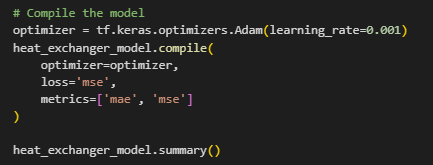 # Compile the model
optimizer = tf.keras.optimizers.Adam(learning_rate=0.001)
heat_exchanger_model.compile(
    optimizer=optimizer,
    loss='mse',
    metrics=['mae', 'mse']
)
heat_exchanger_model.summary()